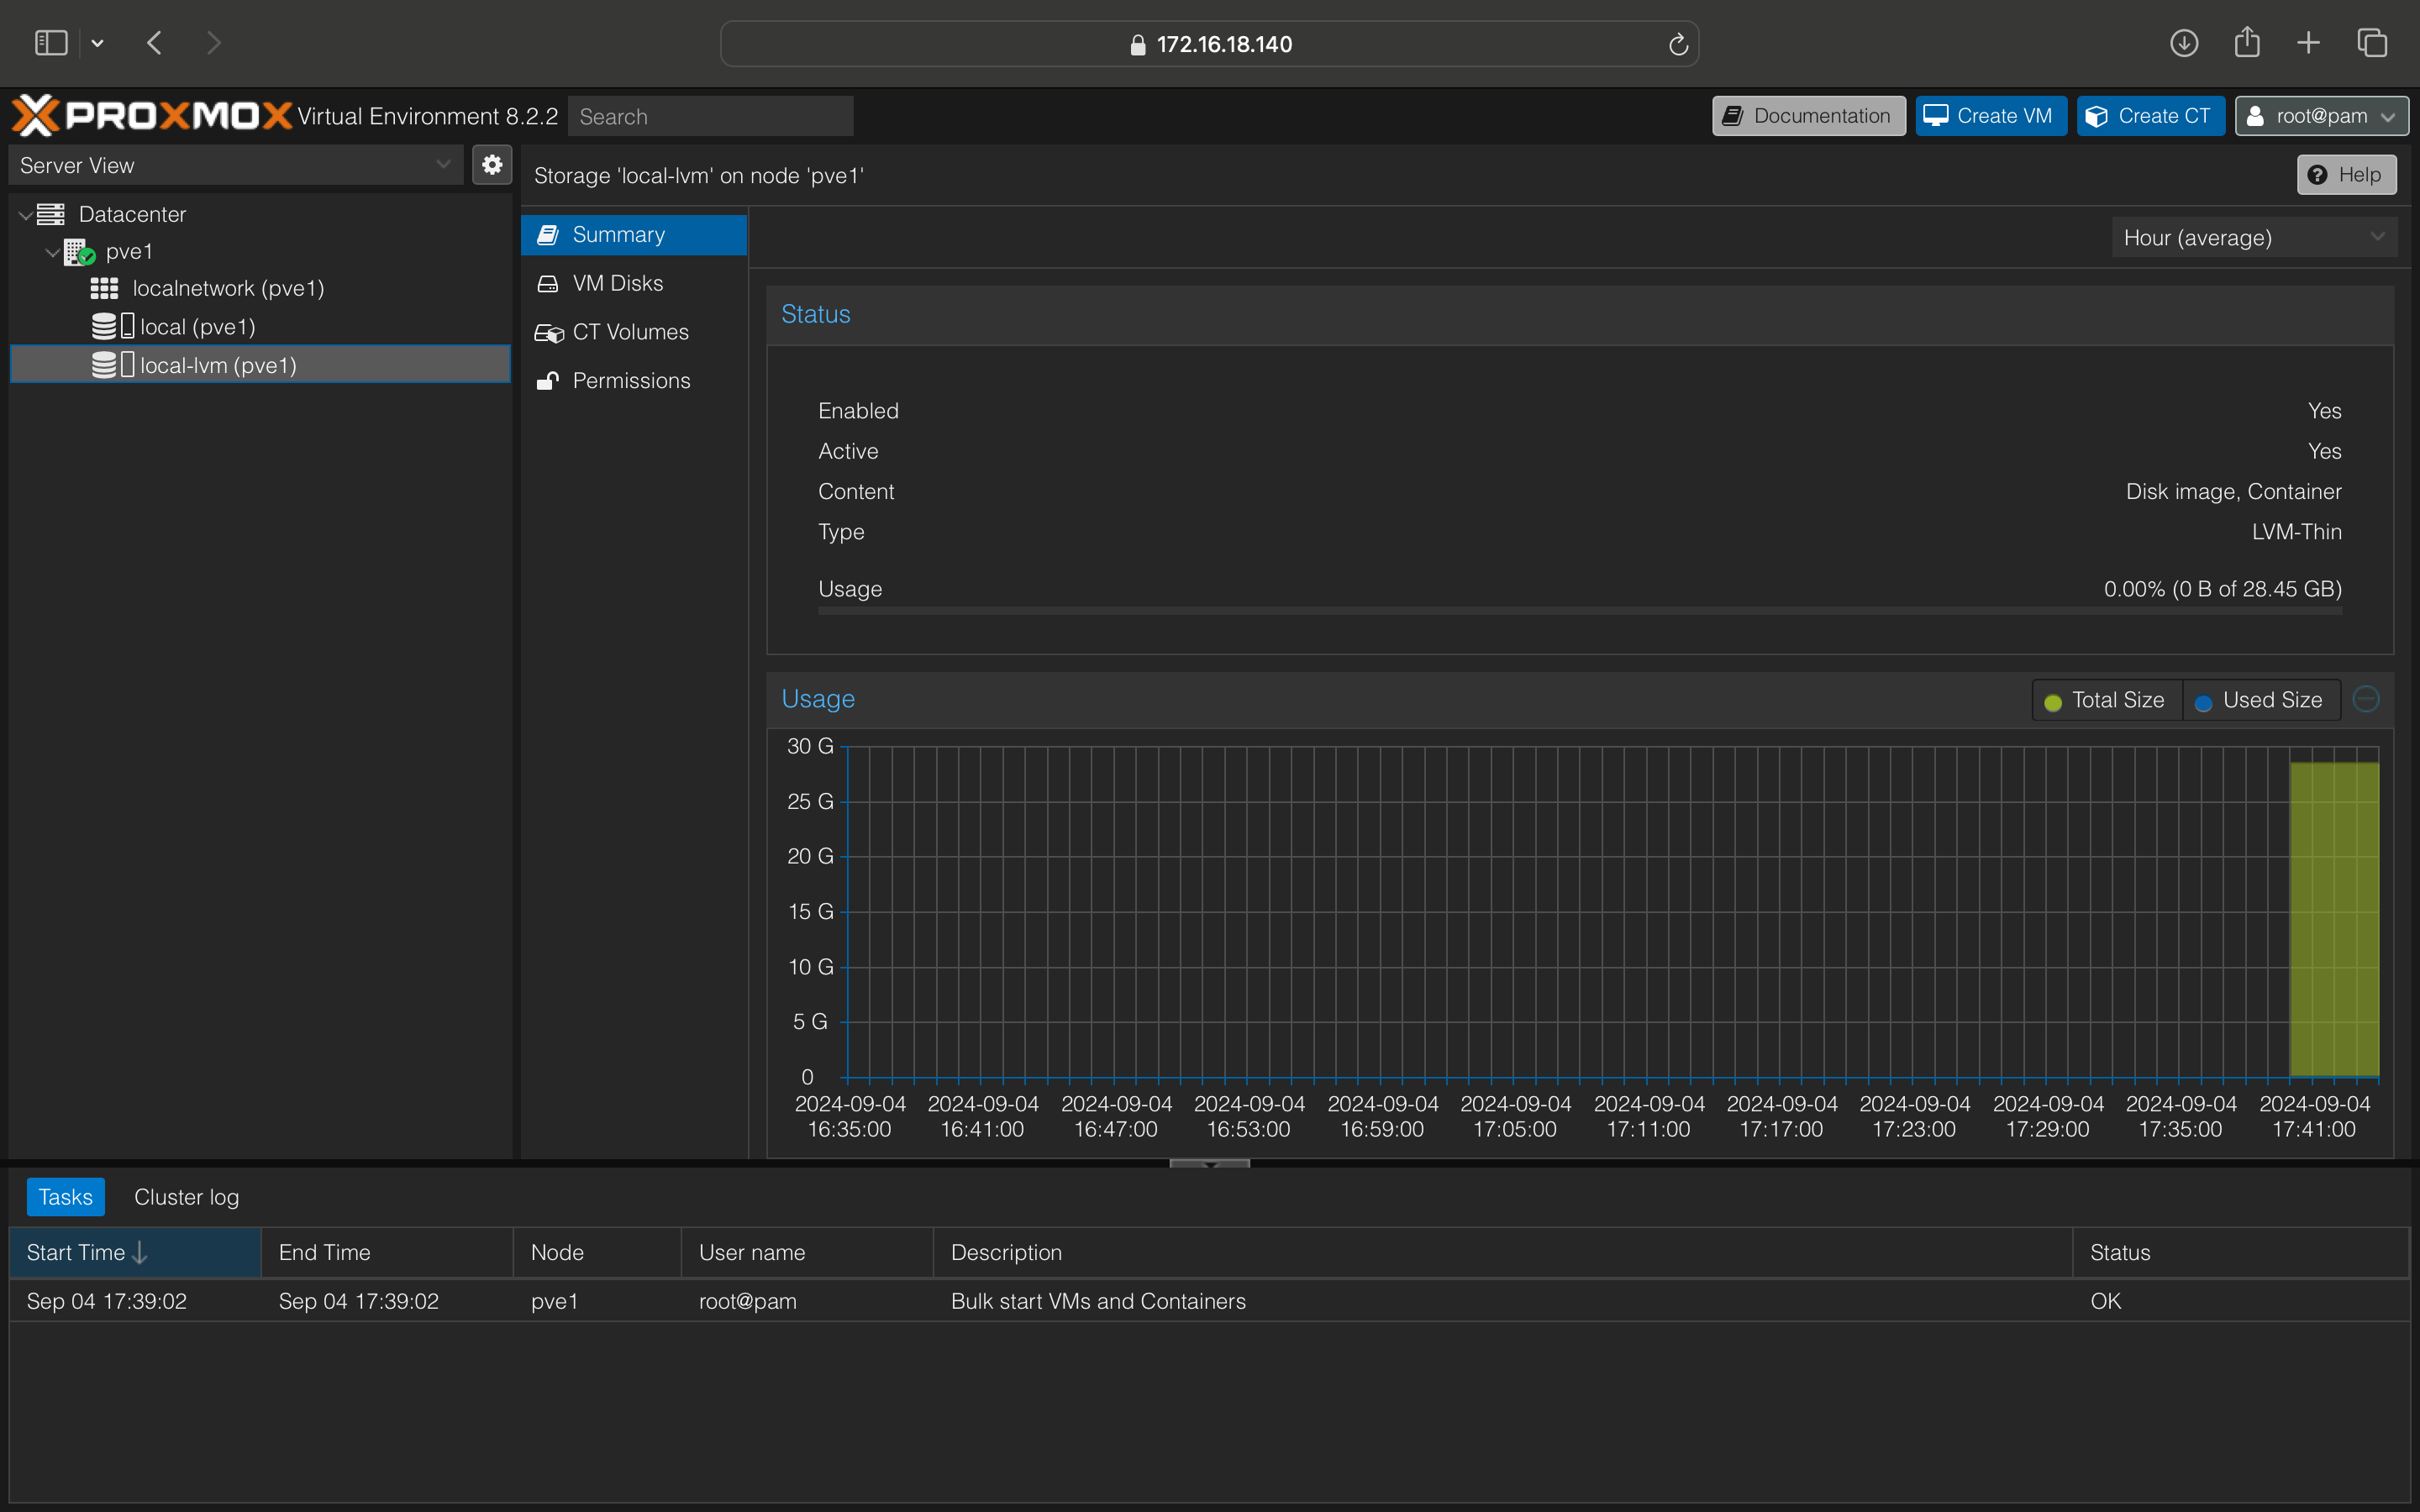 172.16.18.140
PROXMOX Virtual Environment 8.2.2 Search Documentation Create VM Create CT root@pam
Server View
Storage 'local-lvm' on node 'pve1' Help
Datacenter
pve1
localnetwork (pve1)
local (pve1)
local-lvm (pve1)
Summary
VM Disks
CT Volumes
Permissions
Hour (average)
Status
Enabled Yes
Active Yes
Content Disk image, Container
Type LVM-Thin
Usage 0.00% (0 B of 28.45 GB)
Usage Total Size Used Size
30 G
25 G
20 G
15 G
10 G
5 G
0
2024-09-04 2024-09-04 2024-09-04 2024-09-04 2024-09-04 2024-09-04 2024-09-04 2024-09-04 2024-09-04 2024-09-04 2024-09-04 2024-09-04
16:35:00 16:41:00 16:47:00 16:53:00 16:59:00 17:05:00 17:11:00 17:17:00 17:23:00 17:29:00 17:35:00 17:41:00
Tasks Cluster log
Start Time End Time Node User name Description Status
Sep 04 17:39:02 Sep 04 17:39:02 pve1 root@pam Bulk start VMs and Containers OK